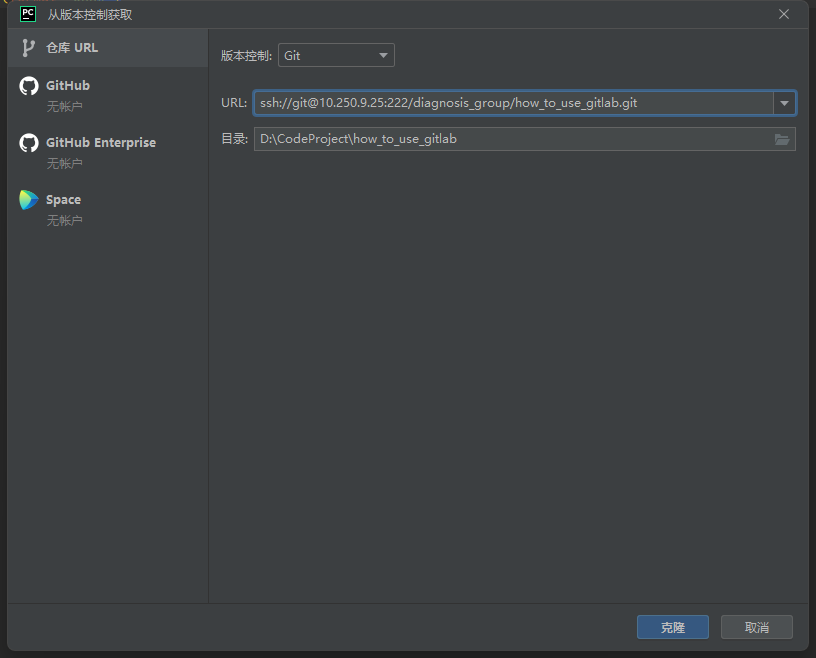 PC 从版本控制获取
仓库 URL
GitHub
无帐户
GitHub Enterprise
无帐户
Space
无帐户
版本控制: Git
URL: ssh://git@10.250.9.25:222/diagnosis_group/how_to_use_gitlab.git
目录: D:\CodeProject\how_to_use_gitlab
克隆 取消